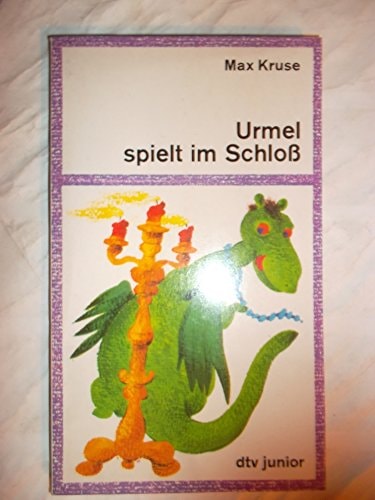 Max Kruse
Urmel
spielt im Schloß
dtv junior